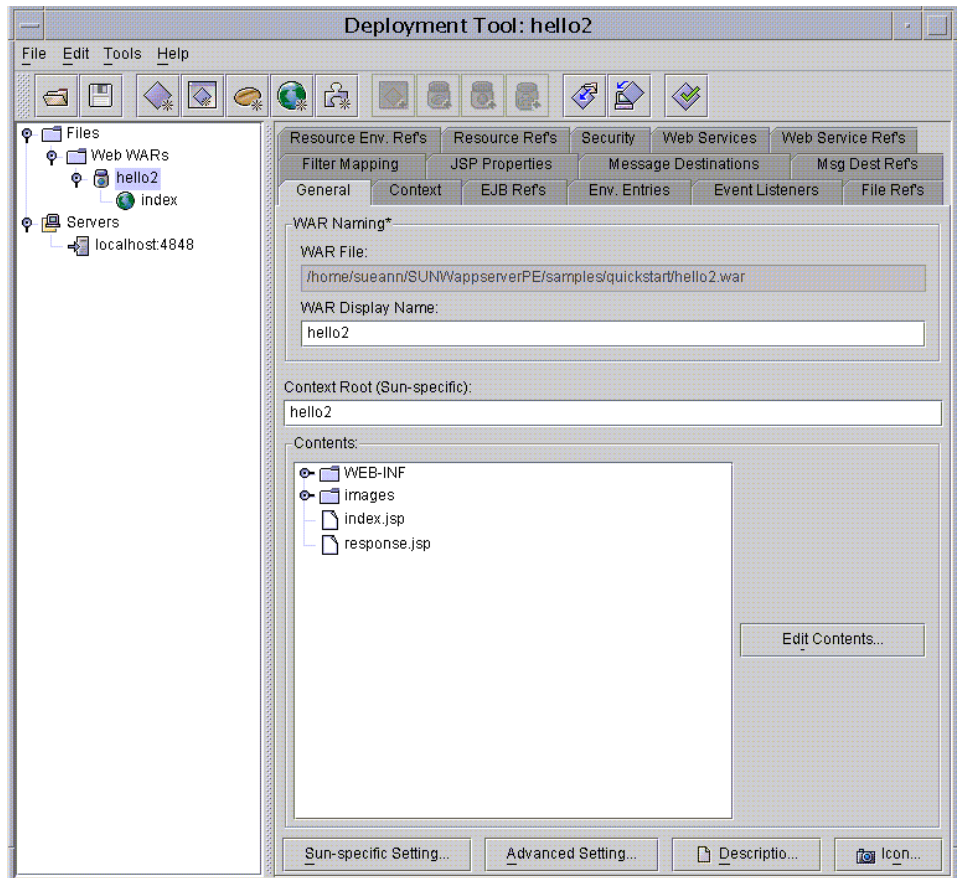 Deployment Tool: hello2
File Edit Tools Help
Files
Web WARs
hello2
index
Servers
localhost:4848
Resource Env. Ref's Resource Ref's Security Web Services Web Service Ref's
Filter Mapping JSP Properties Message Destinations Msg Dest Ref's
General Context EJB Ref's Env. Entries Event Listeners File Ref's
WAR Naming*
WAR File:
/home/sueann/SUNWappserverPE/samples/quickstart/hello2.war
WAR Display Name:
hello2
Context Root (Sun-specific):
hello2
Contents:
WEB-INF
images
index.jsp
response.jsp
Edit Contents...
Sun-specific Setting... Advanced Setting... Descriptio... Icon...